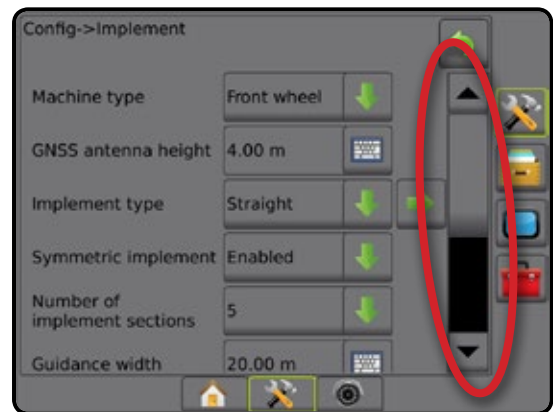 Config->Implement
Machine type Front wheel
GNSS antenna height 4.00 m
Implement type Straight
Symmetric implement Enabled
Number of
implement sections 5
Guidance width 20.00 m